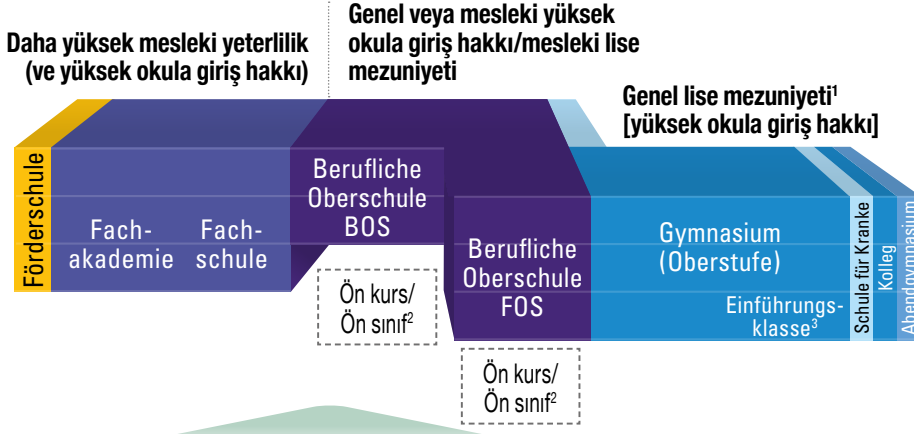 Daha yüksek mesleki yeterlilik
(ve yüksek okula giriş hakkı)
Genel veya mesleki yüksek
okula giriş hakkı/mesleki lise
mezuniyeti
Genel lise mezuniyeti¹
[yüksek okula giriş hakkı]
Förderschule
Fach-
akademie
Fach-
schule
Berufliche
Oberschule
BOS
Ön kurs/
Ön sınıf²
Berufliche
Oberschule
FOS
Ön kurs/
Ön sınıf²
Gymnasium
(Oberstufe)
Einführungs-
klasse³
Schule für Kranke
Kolleg
Abendgymnasium